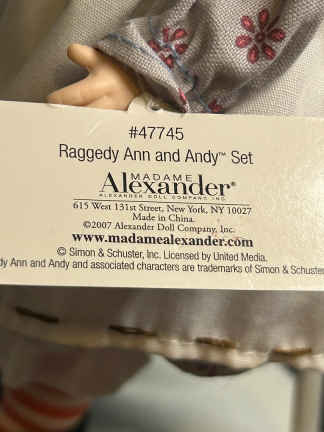 #47745
Raggedy Ann and Andy™ Set
MADAME
Alexander®
ALEXANDER DOLL COMPANY INC.
615 West 131st Street, New York, NY 10027
Made in China.
©2007 Alexander Doll Company, Inc.
www.madamealexander.com
© Simon & Schuster, Inc. Licensed by United Media.
dy Ann and Andy and associated characters are trademarks of Simon & Schuster